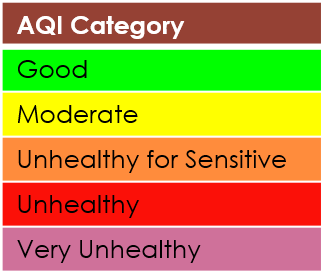 AQI Category
Good
Moderate
Unhealthy for Sensitive
Unhealthy
Very Unhealthy